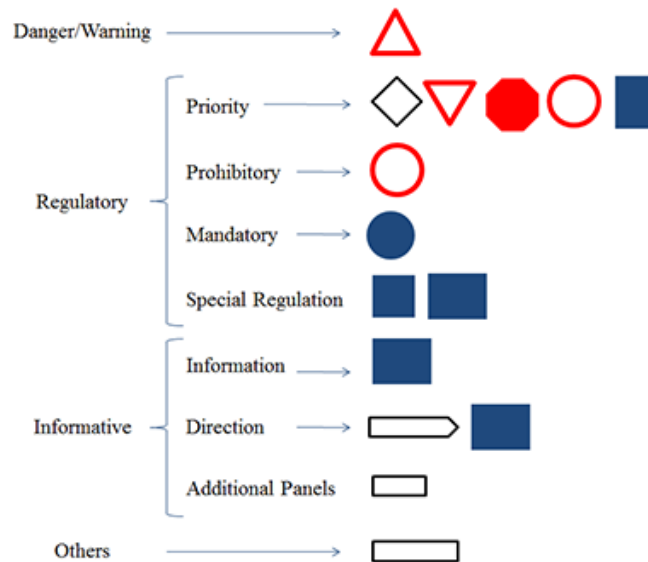 Danger/Warning
Priority
Prohibitory
Regulatory
Mandatory
Special Regulation
Information
Informative
Direction
Additional Panels
Others